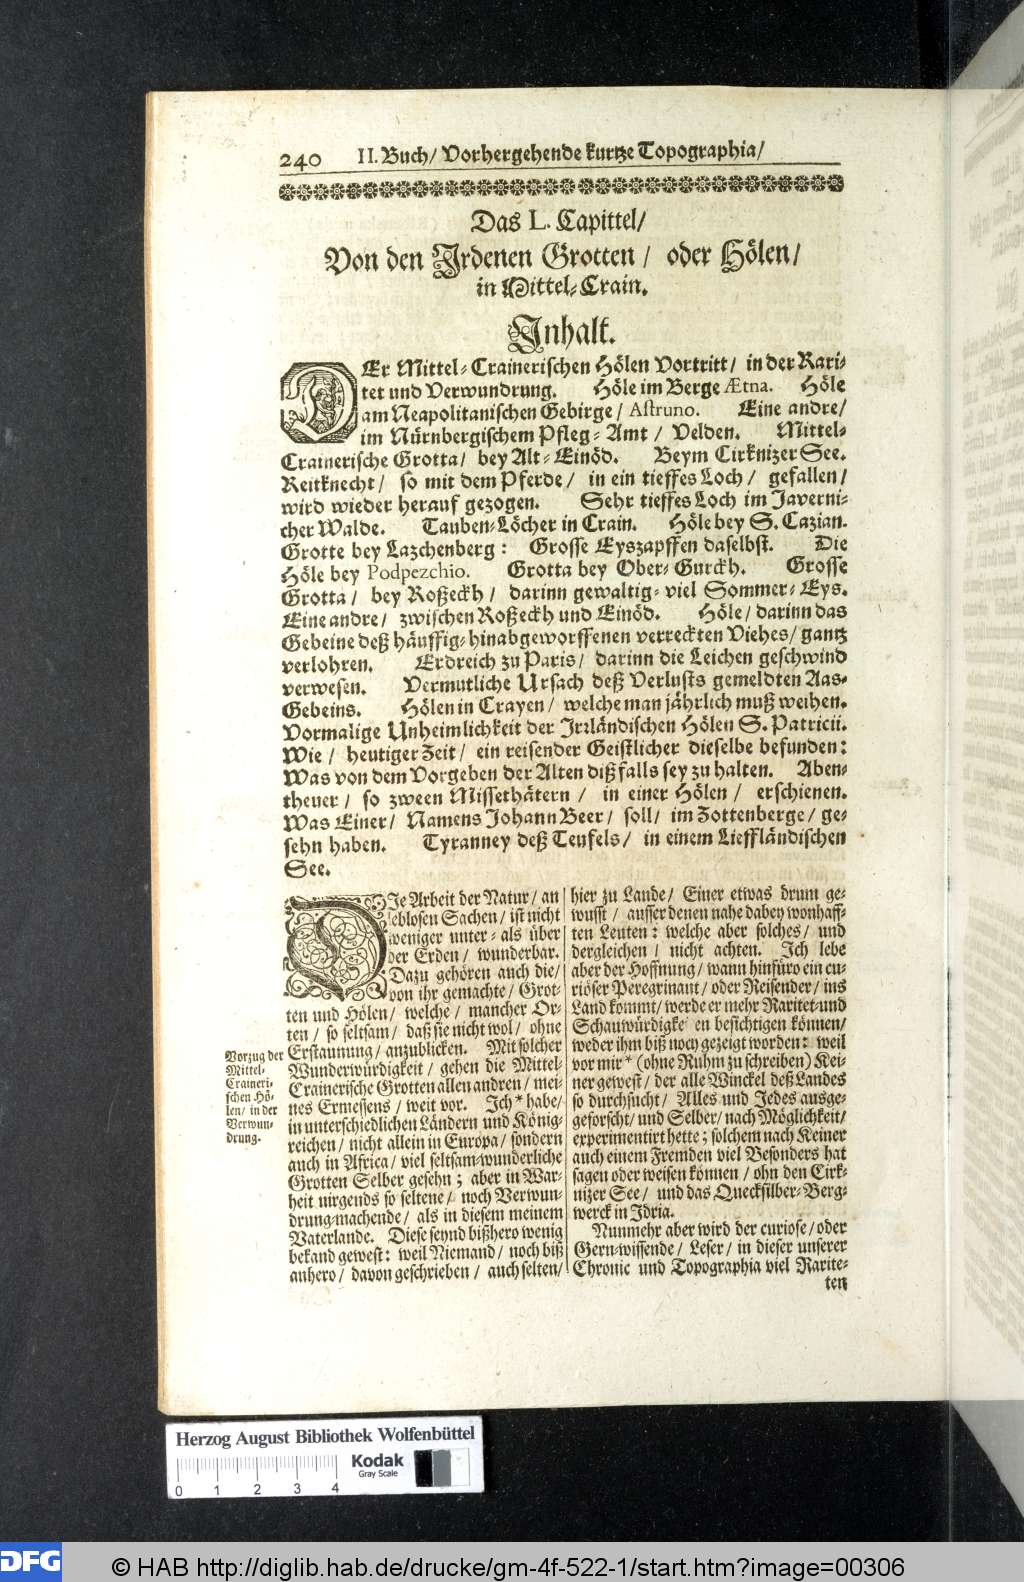 240 II. Buch/ Vorhergehende kurtze Topographia/
Das L. Capittel/
Von den Irdenen Grotten / oder Hölen/
in Mittel-Crain.
Inhalt.
DEr Mittel-Crainerischen Hölen Vortritt/ in der Rari-
tet und Verwundrung. Höle im Berge Ætna. Höle
am Neapolitanischen Gebirge / Astruno. Eine andre/
im Nürnbergischem Pfleg-Amt / Velden. Mittel-
Crainerische Grotta/ bey Alt-Einöd. Beym Cirknizer See.
Reitknecht/ so mit dem Pferde/ in ein tieffes Loch/ gefallen/
wird wieder herauf gezogen. Sehr tieffes Loch im Javerni-
cher Walde. Tauben-Löcher in Crain. Höle bey S. Cazian.
Grotte bey Lazchenberg: Grosse Eyszapffen daselbst. Die
Höle bey Podpezchio. Grotta bey Ober-Gurckh. Grosse
Grotta/ bey Roßeckh / darinn gewaltig-viel Sommer-Eys.
Eine andre/ zwischen Roßeckh und Einöd. Höle/ darinn das
Gebeine deß häuffig-hinabgeworffenen verreckten Viehes/ gantz
verlohren. Erdreich zu Paris/ darinn die Leichen geschwind
verwesen. Vermutliche Ursach deß Verlusts gemeldten Aas-
Gebeins. Hölen in Crayen/ welche man jährlich muß weihen.
Vormalige Unheimlichkeit der Irrländischen Hölen S. Patricii.
Wie/ heutiger Zeit/ ein reisender Geistlicher dieselbe befunden:
Was von dem Vorgeben der Alten dißfalls sey zu halten. Aben-
theuer/ so zween Missethätern / in einer Hölen/ erschienen.
Was Einer/ Namens Johann Beer/ soll/ im Zottenberge/ ge-
sehn haben. Tyranney deß Teufels/ in einem Liefflländischen
See.
DIe Arbeit der Natur/ an
leblosen Sachen/ ist nicht
weniger unter-als über
der Erden/ wunderbar.
Dazu gehören auch die/
von ihr gemachte/ Grot-
ten und Hölen/ welche/ mancher Or-
ten / so seltsam/ daß sie nicht wol/ ohne
Erstaunung/ anzublicken. Mit solcher
Wunderwürdigkeit/ gehen die Mittel-
Crainerische Grotten allen andren/ mei-
nes Ermessens/ weit vor. Ich * habe/
in unterschiedlichen Ländern und König-
reichen/ nicht allein in Europa/ sondern
auch in Africa/ viel seltsam-wunderliche
Grotten Selber gesehn; aber in War-
heit nirgends so seltene/ noch Verwun-
drung-machende/ als in diesem meinem
Vaterlande. Diese seynd bißhero wenig
bekand gewest: weil Niemand/ noch biß
anhero/ davon geschrieben/ auch selten/
Vorzug der
Mittel-
Craineri-
schen Hö-
len/ in der
Verwun-
drung.
hier zu Lande/ Einer etwas drum ge-
wusst / ausser denen nahe dabey wonhaff-
ten Leuten: welche aber solches/ und
dergleichen/ nicht achten. Ich lebe
aber der Hoffnung/ wann hinfüro ein cu-
riöser Peregrinant/ oder Reisender/ ins
Land kommt/ werde er mehr Raritet-und
Schauwürdigke en besichtigen können/
weder ihm biß noch gezeigt worden: weil
vor mir * (ohne Ruhm zu schreiben) Kei-
ner gewest/ der alle Winckel deß Landes
so durchsucht/ Alles und Jedes ausge-
geforscht/ und Selber/ nach Möglichkeit/
experimentirt hette; solchem nach Keiner
auch einem Fremden viel Besonders hat
sagen oder weisen können/ ohn den Cirk-
nizer See/ und das Quecksilber-Berg-
werck in Idria.
Nunmehr aber wird der curiose/ oder
Gern-wissende/ Leser/ in dieser unserer
Chronic und Topographia viel Rarite-
ten
Herzog August Bibliothek Wolfenbüttel
Kodak
Gray Scale
0 1 2 3 4
DFG
© HAB http://diglib.hab.de/drucke/gm-4f-522-1/start.htm?image=00306